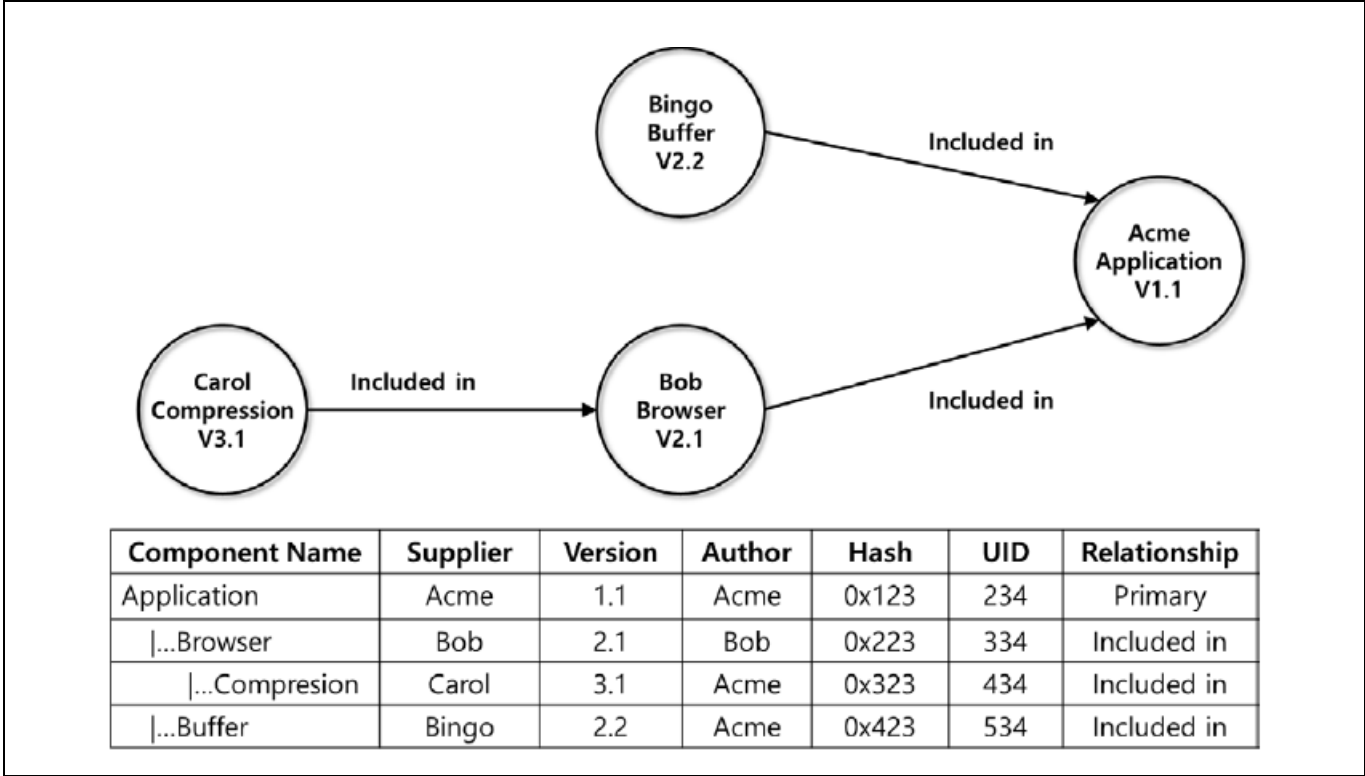 Bingo
Buffer
V2.2
Included in
Acme
Application
V1.1
Carol
Compression
V3.1
Included in
Bob
Browser
V2.1
Included in
Component Name Supplier Version Author Hash UID Relationship
Application Acme 1.1 Acme 0x123 234 Primary
|...Browser Bob 2.1 Bob 0x223 334 Included in
|...Compresion Carol 3.1 Acme 0x323 434 Included in
|...Buffer Bingo 2.2 Acme 0x423 534 Included in